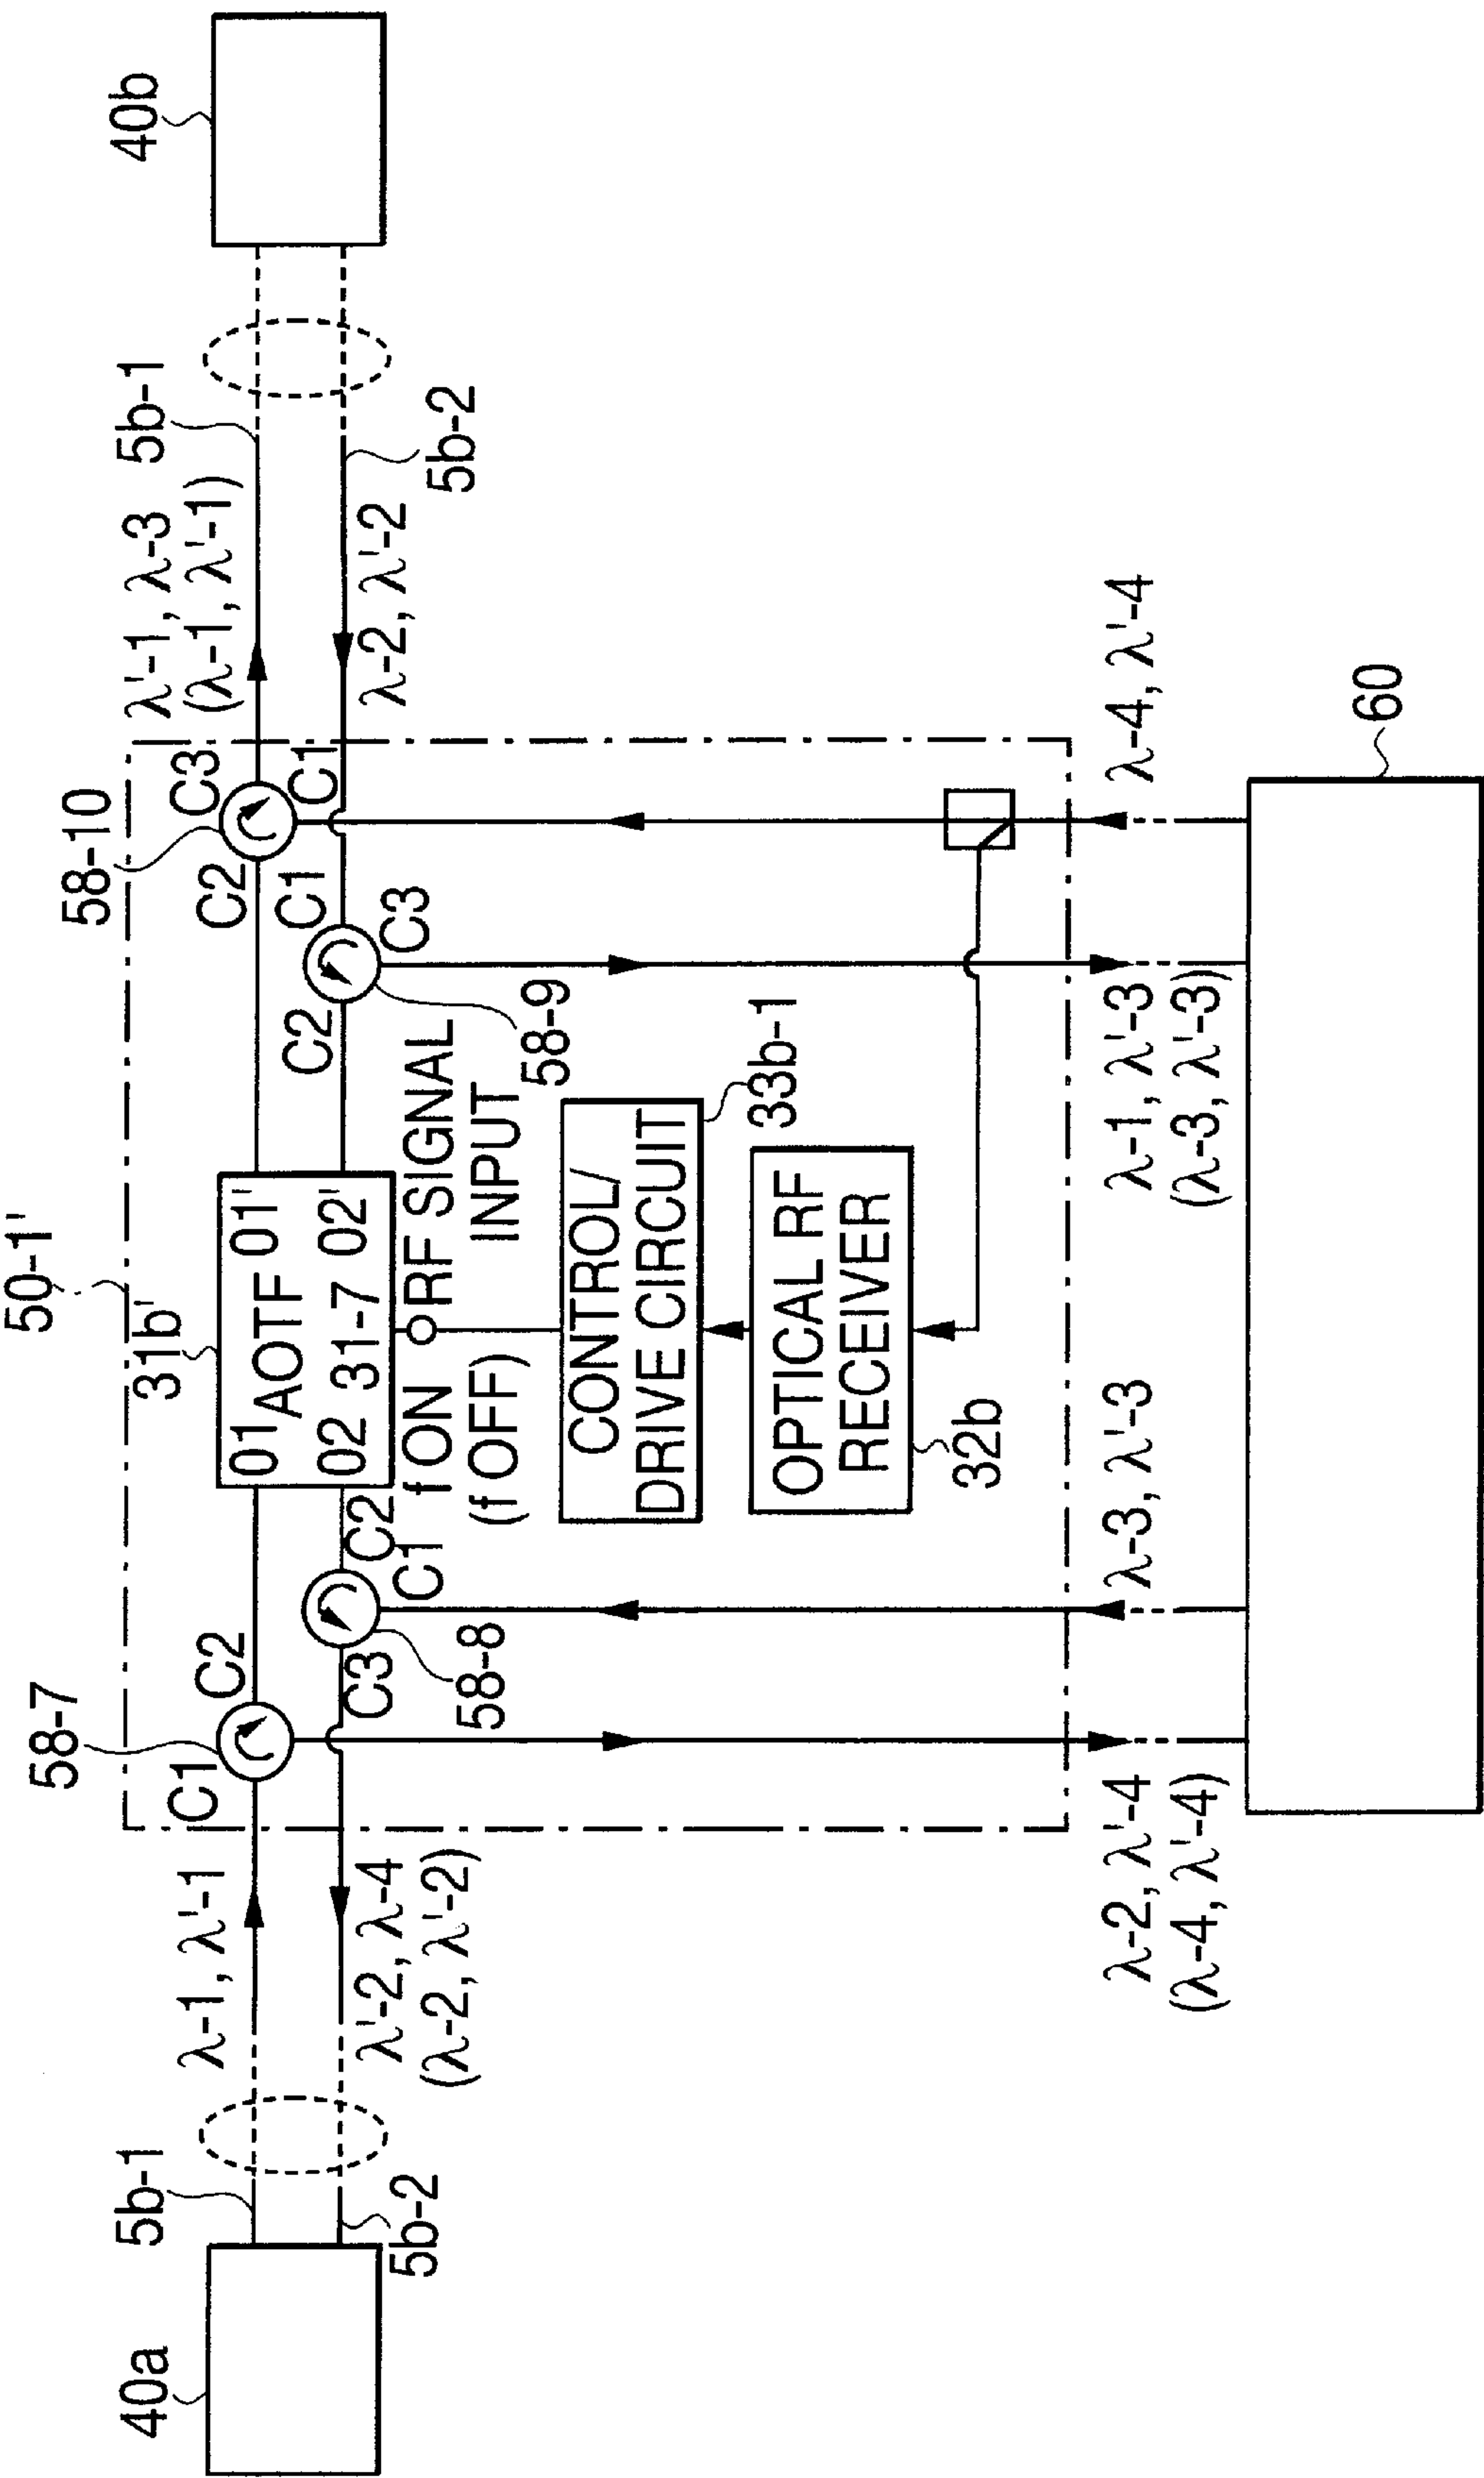 50-1'
58-7
58-10
40a
5b-1
5b-2
λ-1, λ'-1
λ'-2, λ-4
(λ-2, λ'-2)
C1
C2
C3
58-8
C2
C1
31b'
01
01'
AOTF
02
31-7
02'
f ON
(f OFF)
RF SIGNAL
INPUT
CONTROL/
DRIVE CIRCUIT
33b-1
OPTICAL RF
RECEIVER
32b
C2
C3
C1
C2
C1
C3
58-9
λ'-1, λ-3
(λ-1, λ'-1)
λ-2, λ'-2
5b-1
5b-2
40b
λ-2, λ'-4
(λ-4, λ'-4)
λ-3, λ'-3
λ-1, λ'-3
(λ-3, λ'-3)
λ-4, λ'-4
60